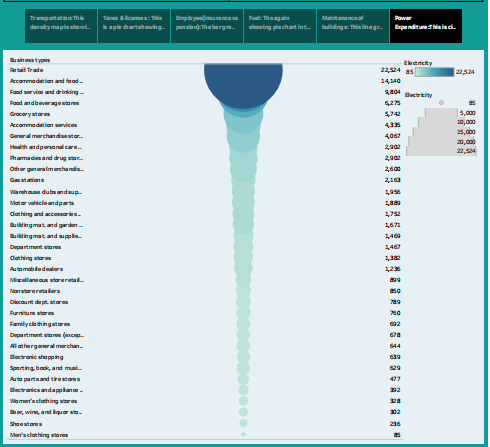 Transportation: This
density map is showi..
Taxes & licenses : This
is a pie chart showing..
Employee(insurance vs
pension): The bar gra..
Fuel: The again
showing pie chart int..
Maintenance of
buildings: This line gr..
Power
Expenditure: This is ci..
Business types
Retail Trade 22,524
Accommodation and food .. 14,140
Food service and drinking .. 9,804
Food and beverage stores 6,275
Grocery stores 5,742
Accommodation services 4,335
General merchandise stor.. 4,067
Health and personal care .. 2,902
Pharmacies and drug stor.. 2,902
Other general merchandis.. 2,600
Gas stations 2,163
Warehouse clubs and sup.. 1,956
Motor vehicle and parts 1,889
Clothing and accessories .. 1,752
Building mat. and garden .. 1,671
Building mat. and supplie.. 1,469
Department stores 1,467
Clothing stores 1,382
Automobile dealers 1,236
Miscellaneous store retail.. 899
Nonstore retailers 850
Discount dept. stores 789
Furniture stores 760
Family clothing stores 692
Department stores (excep.. 678
All other general merchan.. 644
Electronic shopping 639
Sporting, book, and musi.. 629
Auto parts and tire stores 477
Electronics and appliance .. 392
Women's clothing stores 328
Beer, wine, and liquor sto.. 302
Shoe stores 236
Men's clothing stores 85
Electricity
85 22,524
Electricity
85
5,000
10,000
15,000
20,000
22,524